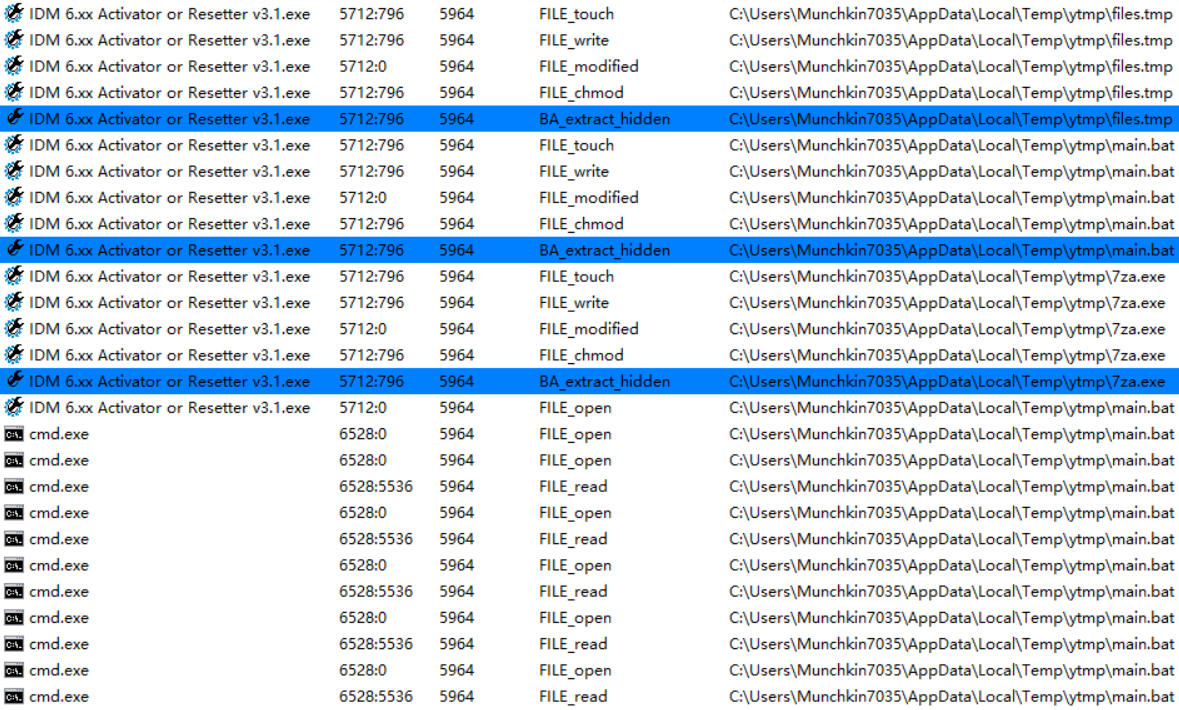 IDM 6.xx Activator or Resetter v3.1.exe 5712:796 5964 FILE_touch C:\Users\Munchkin7035\AppData\Local\Temp\ytmp\files.tmp
IDM 6.xx Activator or Resetter v3.1.exe 5712:796 5964 FILE_write C:\Users\Munchkin7035\AppData\Local\Temp\ytmp\files.tmp
IDM 6.xx Activator or Resetter v3.1.exe 5712:0 5964 FILE_modified C:\Users\Munchkin7035\AppData\Local\Temp\ytmp\files.tmp
IDM 6.xx Activator or Resetter v3.1.exe 5712:796 5964 FILE_chmod C:\Users\Munchkin7035\AppData\Local\Temp\ytmp\files.tmp
IDM 6.xx Activator or Resetter v3.1.exe 5712:796 5964 BA_extract_hidden C:\Users\Munchkin7035\AppData\Local\Temp\ytmp\files.tmp
IDM 6.xx Activator or Resetter v3.1.exe 5712:796 5964 FILE_touch C:\Users\Munchkin7035\AppData\Local\Temp\ytmp\main.bat
IDM 6.xx Activator or Resetter v3.1.exe 5712:796 5964 FILE_write C:\Users\Munchkin7035\AppData\Local\Temp\ytmp\main.bat
IDM 6.xx Activator or Resetter v3.1.exe 5712:0 5964 FILE_modified C:\Users\Munchkin7035\AppData\Local\Temp\ytmp\main.bat
IDM 6.xx Activator or Resetter v3.1.exe 5712:796 5964 FILE_chmod C:\Users\Munchkin7035\AppData\Local\Temp\ytmp\main.bat
IDM 6.xx Activator or Resetter v3.1.exe 5712:796 5964 BA_extract_hidden C:\Users\Munchkin7035\AppData\Local\Temp\ytmp\main.bat
IDM 6.xx Activator or Resetter v3.1.exe 5712:796 5964 FILE_touch C:\Users\Munchkin7035\AppData\Local\Temp\ytmp\7za.exe
IDM 6.xx Activator or Resetter v3.1.exe 5712:796 5964 FILE_write C:\Users\Munchkin7035\AppData\Local\Temp\ytmp\7za.exe
IDM 6.xx Activator or Resetter v3.1.exe 5712:0 5964 FILE_modified C:\Users\Munchkin7035\AppData\Local\Temp\ytmp\7za.exe
IDM 6.xx Activator or Resetter v3.1.exe 5712:796 5964 FILE_chmod C:\Users\Munchkin7035\AppData\Local\Temp\ytmp\7za.exe
IDM 6.xx Activator or Resetter v3.1.exe 5712:796 5964 BA_extract_hidden C:\Users\Munchkin7035\AppData\Local\Temp\ytmp\7za.exe
IDM 6.xx Activator or Resetter v3.1.exe 5712:0 5964 FILE_open C:\Users\Munchkin7035\AppData\Local\Temp\ytmp\main.bat
cmd.exe 6528:0 5964 FILE_open C:\Users\Munchkin7035\AppData\Local\Temp\ytmp\main.bat
cmd.exe 6528:0 5964 FILE_open C:\Users\Munchkin7035\AppData\Local\Temp\ytmp\main.bat
cmd.exe 6528:5536 5964 FILE_read C:\Users\Munchkin7035\AppData\Local\Temp\ytmp\main.bat
cmd.exe 6528:0 5964 FILE_open C:\Users\Munchkin7035\AppData\Local\Temp\ytmp\main.bat
cmd.exe 6528:5536 5964 FILE_read C:\Users\Munchkin7035\AppData\Local\Temp\ytmp\main.bat
cmd.exe 6528:0 5964 FILE_open C:\Users\Munchkin7035\AppData\Local\Temp\ytmp\main.bat
cmd.exe 6528:5536 5964 FILE_read C:\Users\Munchkin7035\AppData\Local\Temp\ytmp\main.bat
cmd.exe 6528:0 5964 FILE_open C:\Users\Munchkin7035\AppData\Local\Temp\ytmp\main.bat
cmd.exe 6528:5536 5964 FILE_read C:\Users\Munchkin7035\AppData\Local\Temp\ytmp\main.bat
cmd.exe 6528:0 5964 FILE_open C:\Users\Munchkin7035\AppData\Local\Temp\ytmp\main.bat
cmd.exe 6528:5536 5964 FILE_read C:\Users\Munchkin7035\AppData\Local\Temp\ytmp\main.bat